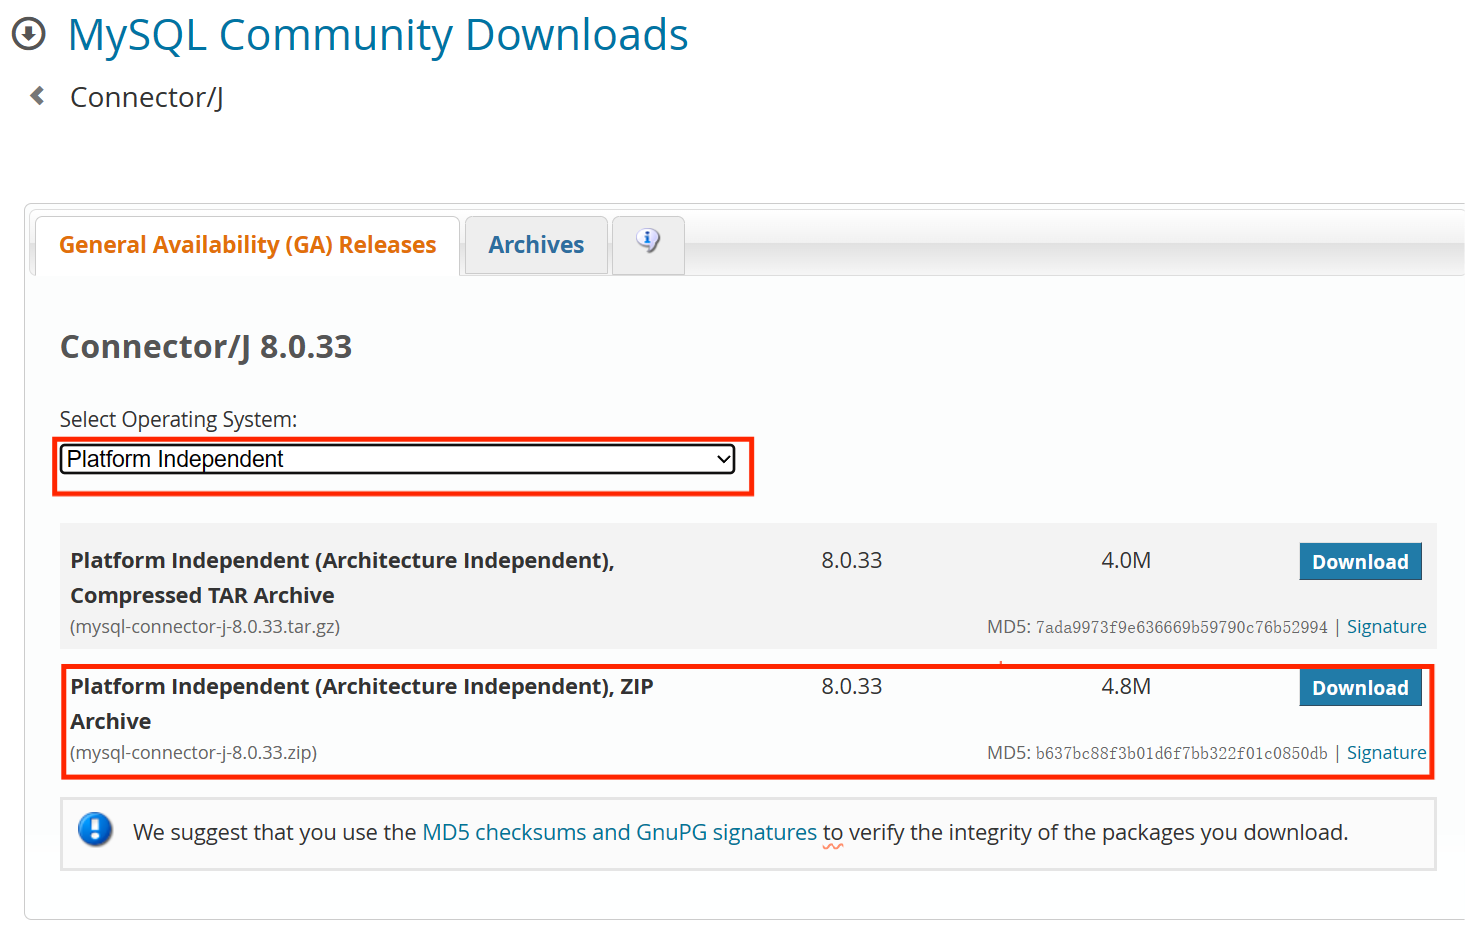 MySQL Community Downloads
Connector/J
General Availability (GA) Releases
Archives
Connector/J 8.0.33
Select Operating System:
Platform Independent
Platform Independent (Architecture Independent), 8.0.33 4.0M Download
Compressed TAR Archive
(mysql-connector-j-8.0.33.tar.gz) MD5: 7ada9973f9e636669b59790c76b52994 | Signature
Platform Independent (Architecture Independent), ZIP 8.0.33 4.8M Download
Archive
(mysql-connector-j-8.0.33.zip) MD5: b637bc88f3b01d6f7bb322f01c0850db | Signature
We suggest that you use the MD5 checksums and GnuPG signatures to verify the integrity of the packages you download.